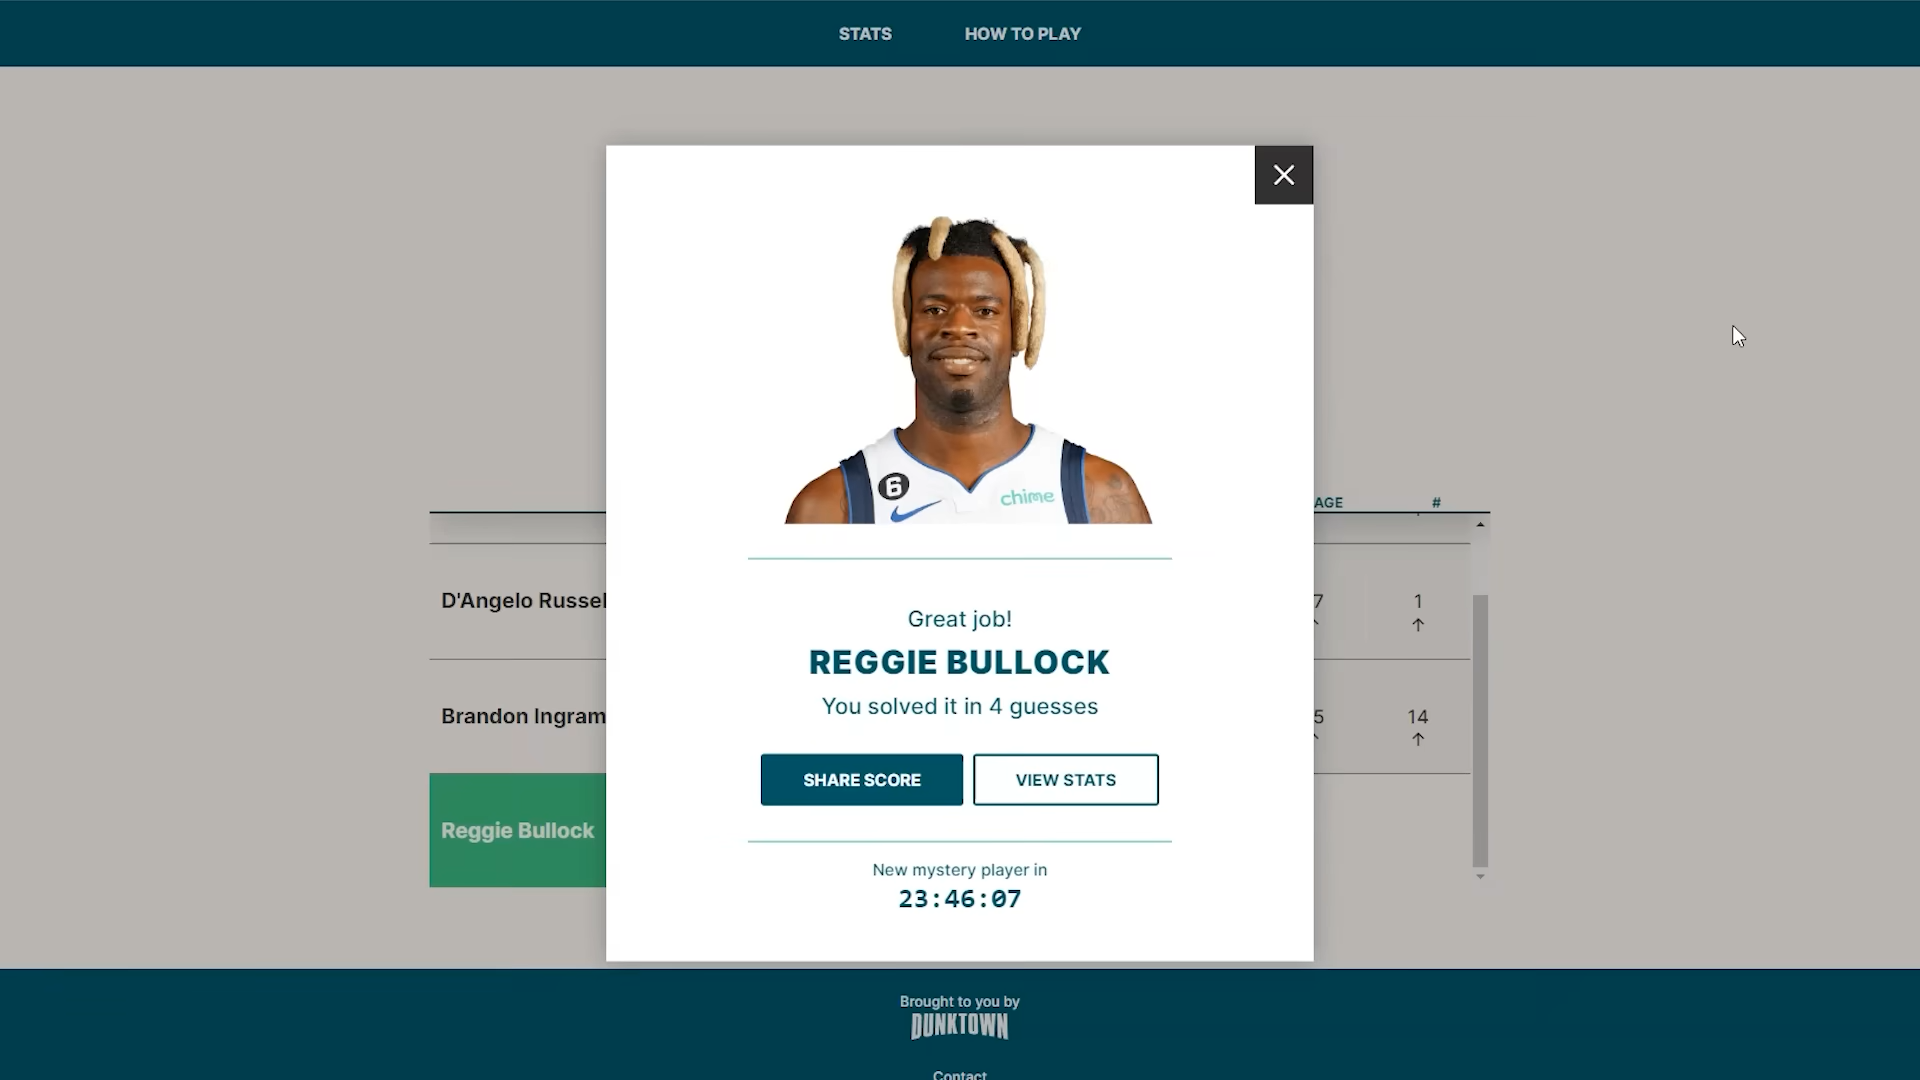 STATS
HOW TO PLAY
6
chime
AGE
#
D'Angelo Russel
7
1
↑
Brandon Ingram
5
14
↑
Reggie Bullock
Great job!
REGGIE BULLOCK
You solved it in 4 guesses
SHARE SCORE
VIEW STATS
New mystery player in
23:46:07
Brought to you by
DUNKTOWN
Contact